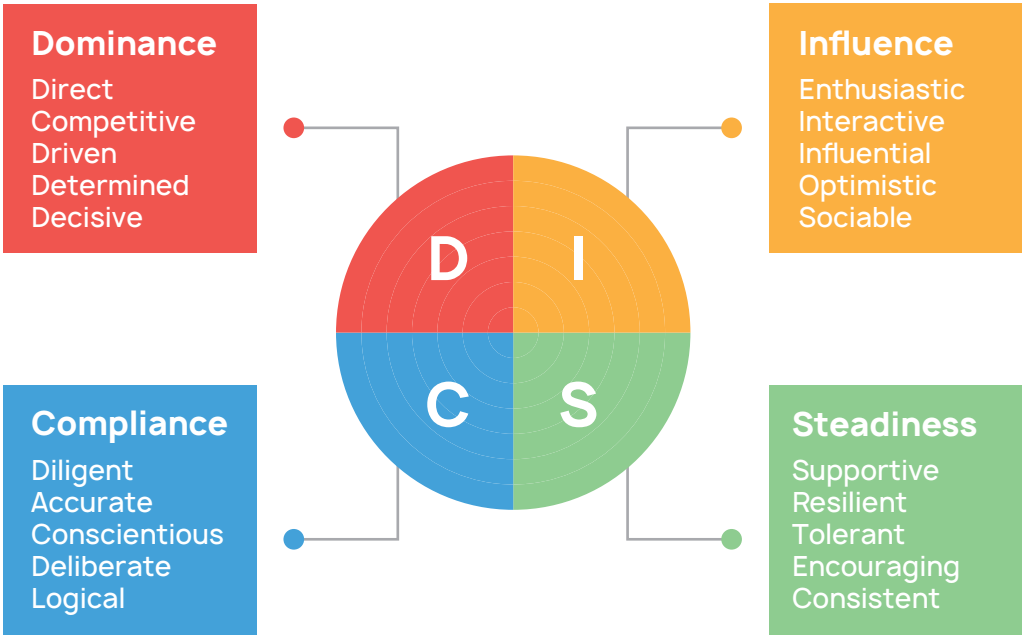 Dominance
Direct
Competitive
Driven
Determined
Decisive
Influence
Enthusiastic
Interactive
Influential
Optimistic
Sociable
D
I
C
S
Compliance
Diligent
Accurate
Conscientious
Deliberate
Logical
Steadiness
Supportive
Resilient
Tolerant
Encouraging
Consistent